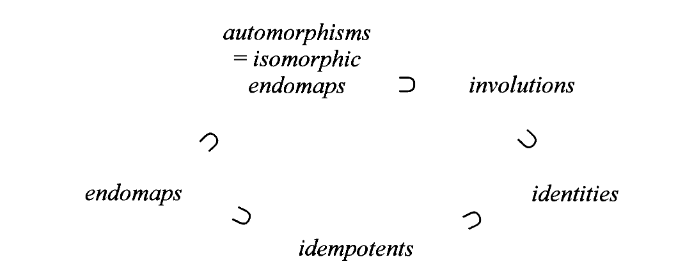 automorphisms
= isomorphic
endomaps ⊃ involutions
⊃ ⊃
endomaps identities
⊃ ⊃
idempotents